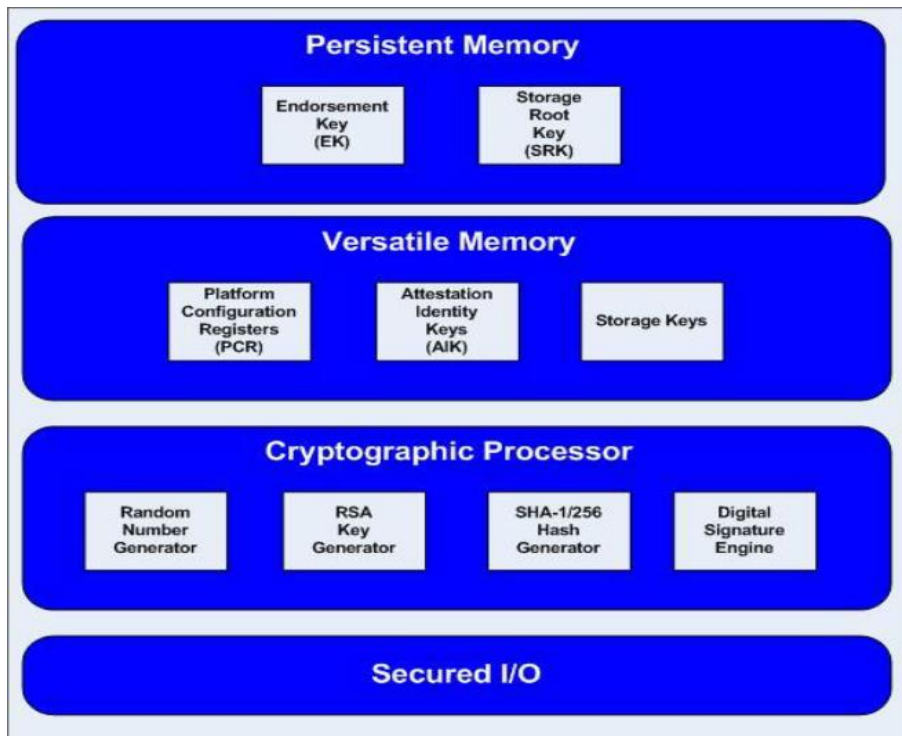 Persistent Memory
Endorsement
Key
(EK)
Storage
Root
Key
(SRK)
Versatile Memory
Platform
Configuration
Registers
(PCR)
Attestation
Identity
Keys
(AIK)
Storage Keys
Cryptographic Processor
Random
Number
Generator
RSA
Key
Generator
SHA-1/256
Hash
Generator
Digital
Signature
Engine
Secured I/O